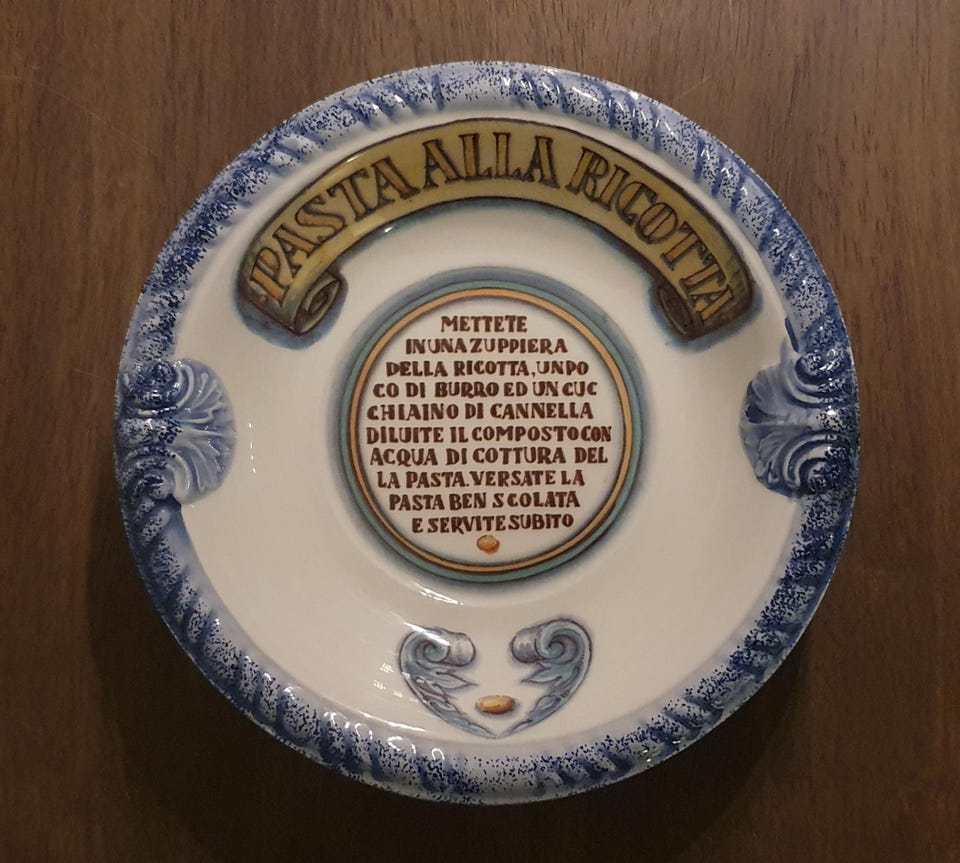 PASTA ALLA RICOTTA
METTETE
IN UNA ZUPPIERA
DELLA RICOTTA, UN PO
CO DI BURRO ED UN CUC
CHIAINO DI CANNELLA
DILUITE IL COMPOSTO CON
ACQUA DI COTTURA DEL
LA PASTA. VERSATE LA
PASTA BEN SCOLATA
E SERVITE SUBITO